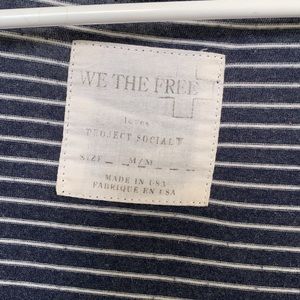 WE THE FREE
loves
PROJECT SOCIAL T
SIZE M/M
MADE IN USA
FABRIQUE EN USA